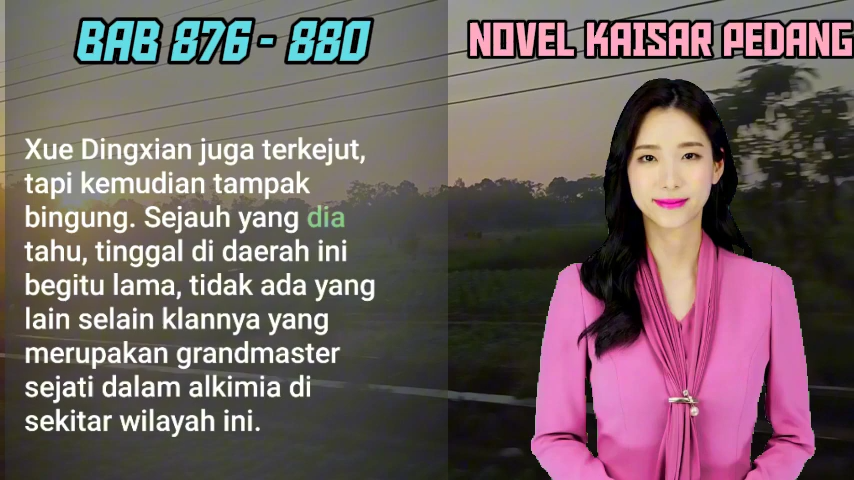 BAB 876 - 880
NOVEL KAISAR PEDANG
Xue Dingxian juga terkejut,
tapi kemudian tampak
bingung. Sejauh yang dia
tahu, tinggal di daerah ini
begitu lama, tidak ada yang
lain selain klannya yang
merupakan grandmaster
sejati dalam alkimia di
sekitar wilayah ini.